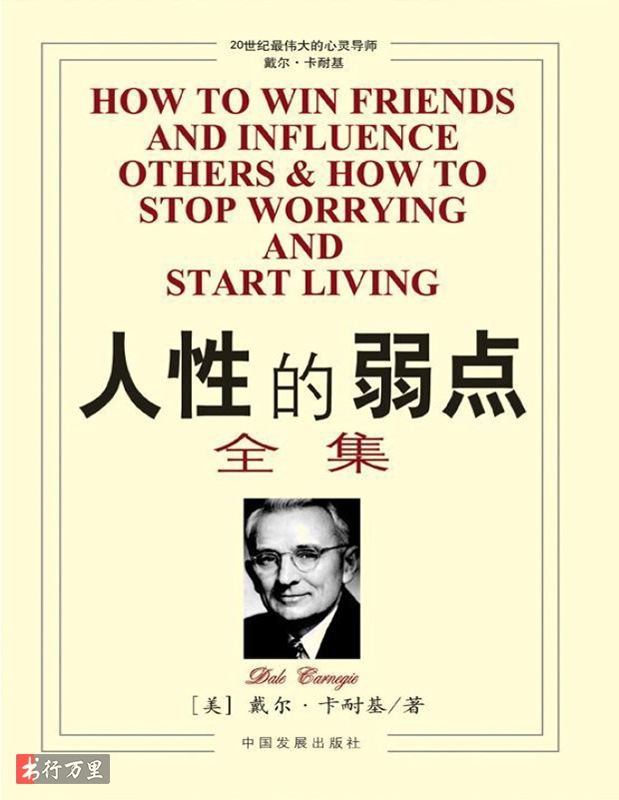 20世纪最伟大的心灵导师
戴尔·卡耐基
HOW TO WIN FRIENDS
AND INFLUENCE
OTHERS & HOW TO
STOP WORRYING
AND
START LIVING
人性的弱点
全集
Dale Carnegie
[美] 戴尔·卡耐基/著
中国发展出版社
书行万里